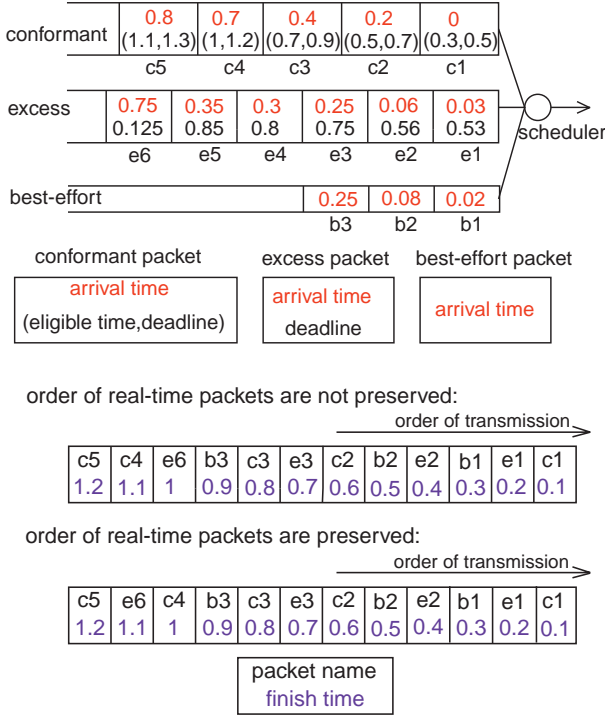 0.8 0.7 0.4 0.2 0
conformant (1.1,1.3) (1,1.2) (0.7,0.9) (0.5,0.7) (0.3,0.5)
c5 c4 c3 c2 c1
excess 0.75 0.35 0.3 0.25 0.06 0.03
0.125 0.85 0.8 0.75 0.56 0.53
scheduler
e6 e5 e4 e3 e2 e1
best-effort 0.25 0.08 0.02
b3 b2 b1
conformant packet excess packet best-effort packet
arrival time arrival time arrival time
(eligible time,deadline) deadline
order of real-time packets are not preserved:
order of transmission
c5 c4 e6 b3 c3 e3 c2 b2 e2 b1 e1 c1
1.2 1.1 1 0.9 0.8 0.7 0.6 0.5 0.4 0.3 0.2 0.1
order of real-time packets are preserved:
order of transmission
c5 e6 c4 b3 c3 e3 c2 b2 e2 b1 e1 c1
1.2 1.1 1 0.9 0.8 0.7 0.6 0.5 0.4 0.3 0.2 0.1
packet name
finish time